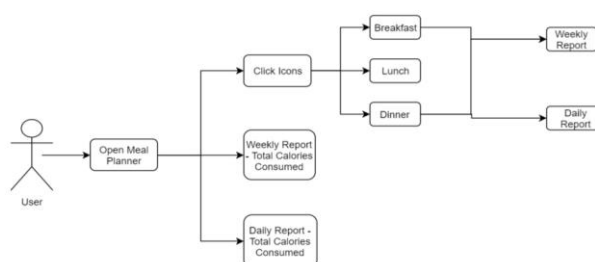 Breakfast
Weekly
Report
Click Icons
Lunch
Dinner
Daily
Report
Open Meal
Planner
Weekly Report
- Total Calories
Consumed
User
Daily Report -
Total Calories
Consumed